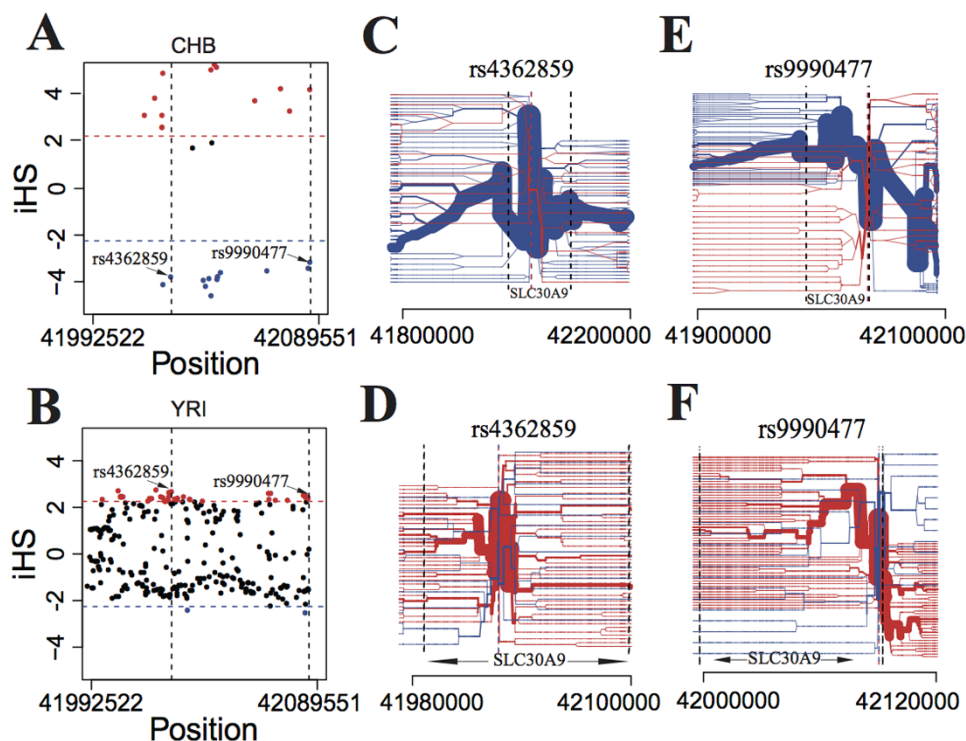 A
CHB
iHS
4
2
0
-2
-4
rs4362859
rs9990477
41992522
42089551
Position
B
YRI
iHS
4
2
0
-2
-4
rs4362859
rs9990477
41992522
42089551
Position
C
rs4362859
SLC30A9
41800000
42200000
D
rs4362859
SLC30A9
41980000
42100000
E
rs9990477
SLC30A9
41900000
42100000
F
rs9990477
SLC30A9
42000000
42120000